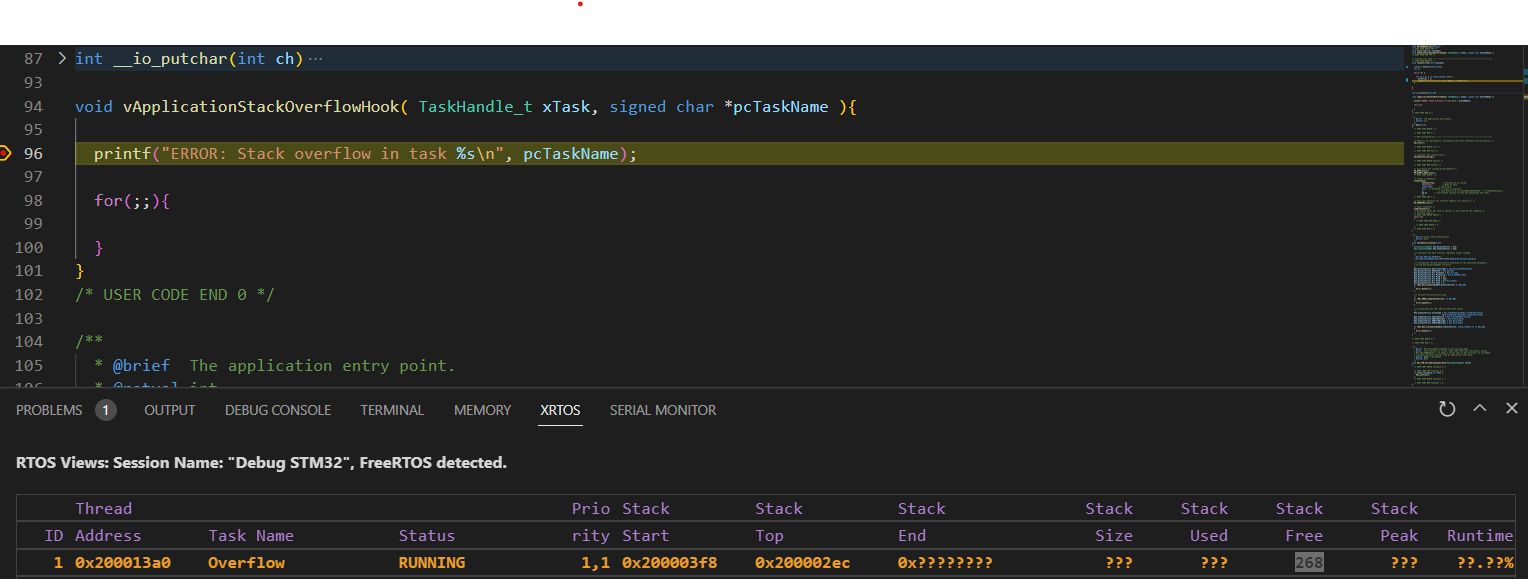 87 int __io_putchar(int ch)···
93
94 void vApplicationStackOverflowHook( TaskHandle_t xTask, signed char *pcTaskName ){
95
96 printf("ERROR: Stack overflow in task %s\n", pcTaskName);
97
98 for(;;){
99
100 }
101 }
102 /* USER CODE END 0 */
103
104 /**
105 * @brief The application entry point.
PROBLEMS 1 OUTPUT DEBUG CONSOLE TERMINAL MEMORY XRTOS SERIAL MONITOR
RTOS Views: Session Name: "Debug STM32", FreeRTOS detected.
Thread Prio Stack Stack Stack Stack Stack Stack Stack
ID Address Task Name Status rity Start Top End Size Used Free Peak Runtime
1 0x200013a0 Overflow RUNNING 1,1 0x200003f8 0x200002ec 0x???????? ??? ??? 268 ??? ??.??%